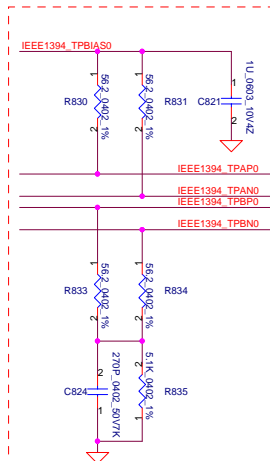 IEEE1394_TPBIAS0
1
1
1
R830
56.2_0402_1%
R831
56.2_0402_1%
C821
1U_0603_10V4Z
2
2
2
IEEE1394_TPAP0
IEEE1394_TPAN0
IEEE1394_TPBP0
IEEE1394_TPBN0
1
1
R833
56.2_0402_1%
R834
56.2_0402_1%
2
2
2
2
C824
270P_0402_50V7K
R835
5.1K_0402_1%
1
1